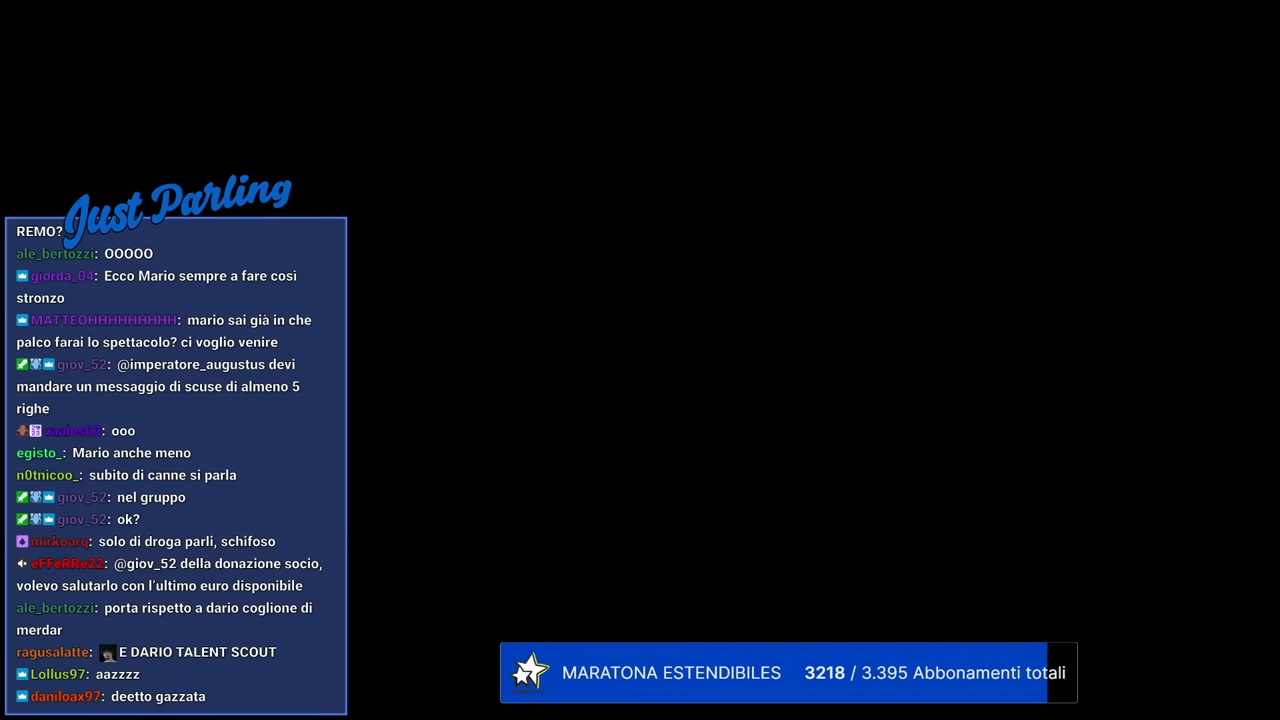 Just Parling
REMO?
ale_bertozzi: OOOOO
giorda_04: Ecco Mario sempre a fare così
stronzo
MATTEOHHHHHHHHH: mario sai già in che
palco farai lo spettacolo? ci voglio venire
giov_52: @imperatore_augustus devi
mandare un messaggio di scuse di almeno 5
righe
ooo
egisto_: Mario anche meno
n0tnicoo_: subito di canne si parla
giov_52: nel gruppo
giov_52: ok?
mirkoarq: solo di droga parli, schifoso
eFFeRRe22: @giov_52 della donazione socio,
volevo salutarlo con l'ultimo euro disponibile
ale_bertozzi: porta rispetto a dario coglione di
merdar
ragusalatte: E DARIO TALENT SCOUT
Lollus97: aazzzz
daniloax97: deetto gazzata
MARATONA ESTENDIBILES 3218 / 3.395 Abbonamenti totali